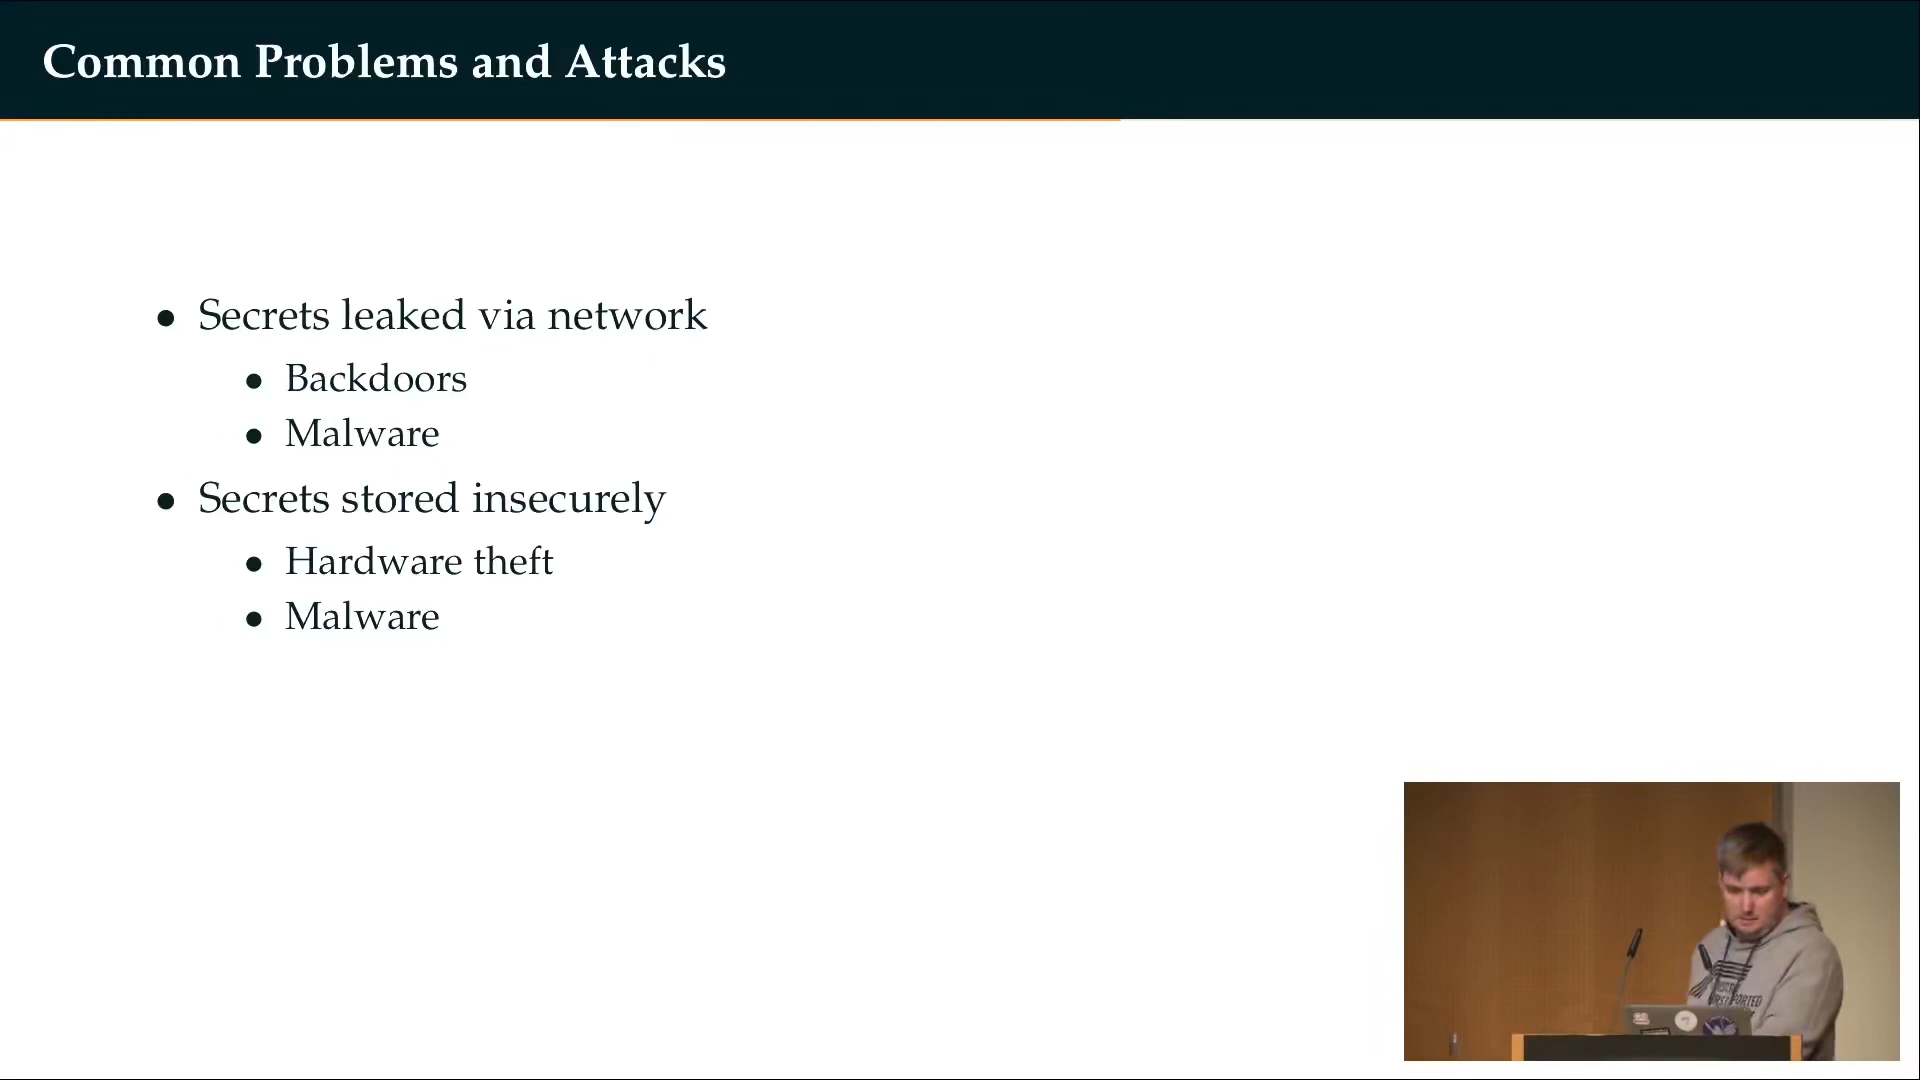 Common Problems and Attacks
• Secrets leaked via network
• Backdoors
• Malware
• Secrets stored insecurely
• Hardware theft
• Malware